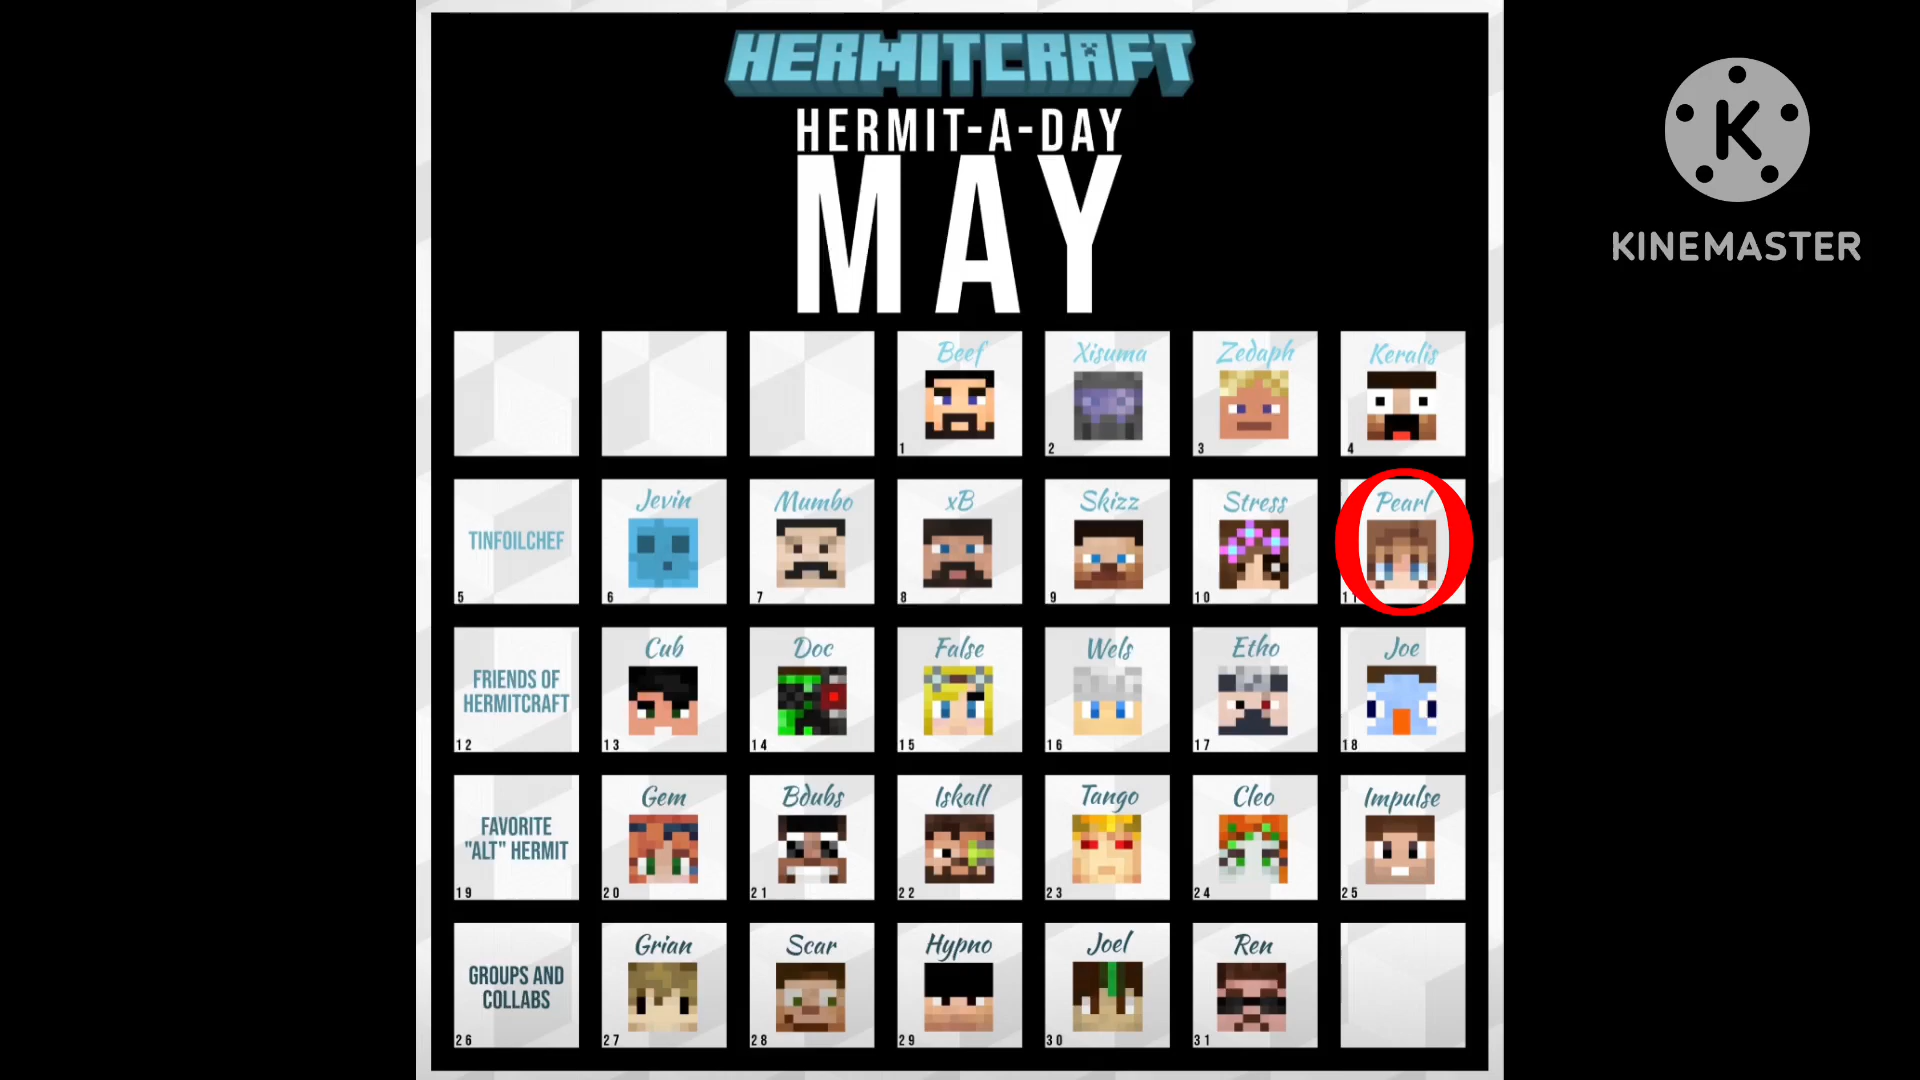 HERMITCRAFT
HERMIT-A-DAY
MAY
K
KINEMASTER
Beef
1
Xisuma
2
Zedaph
3
Keralis
4
TINFOILCHEF
5
Jevin
6
Mumbo
7
xB
8
Skizz
9
Stress
10
Pearl
11
FRIENDS OF
HERMITCRAFT
12
Cub
13
Doc
14
False
15
Wels
16
Etho
17
Joe
18
FAVORITE
"ALT" HERMIT
19
Gem
20
Bdubs
21
Iskall
22
Tango
23
Cleo
24
Impulse
25
GROUPS AND
COLLABS
26
Grian
27
Scar
28
Hypno
29
Joel
30
Ren
31